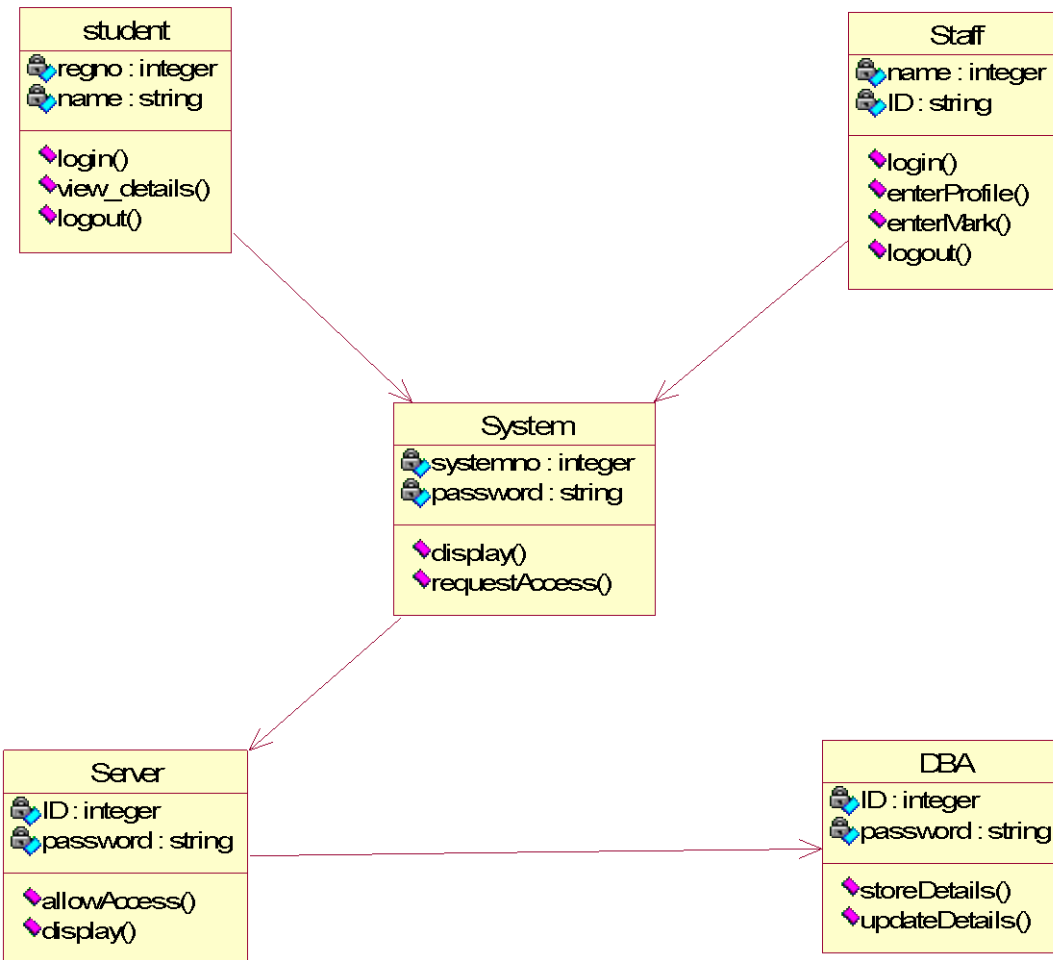 student
regno : integer
name : string
login()
view_details()
logout()
Staff
name : integer
ID : string
login()
enterProfile()
enterMark()
logout()
System
systemno : integer
password : string
display()
requestAccess()
Server
ID : integer
password : string
allowAccess()
display()
DBA
ID : integer
password : string
storeDetails()
updateDetails()